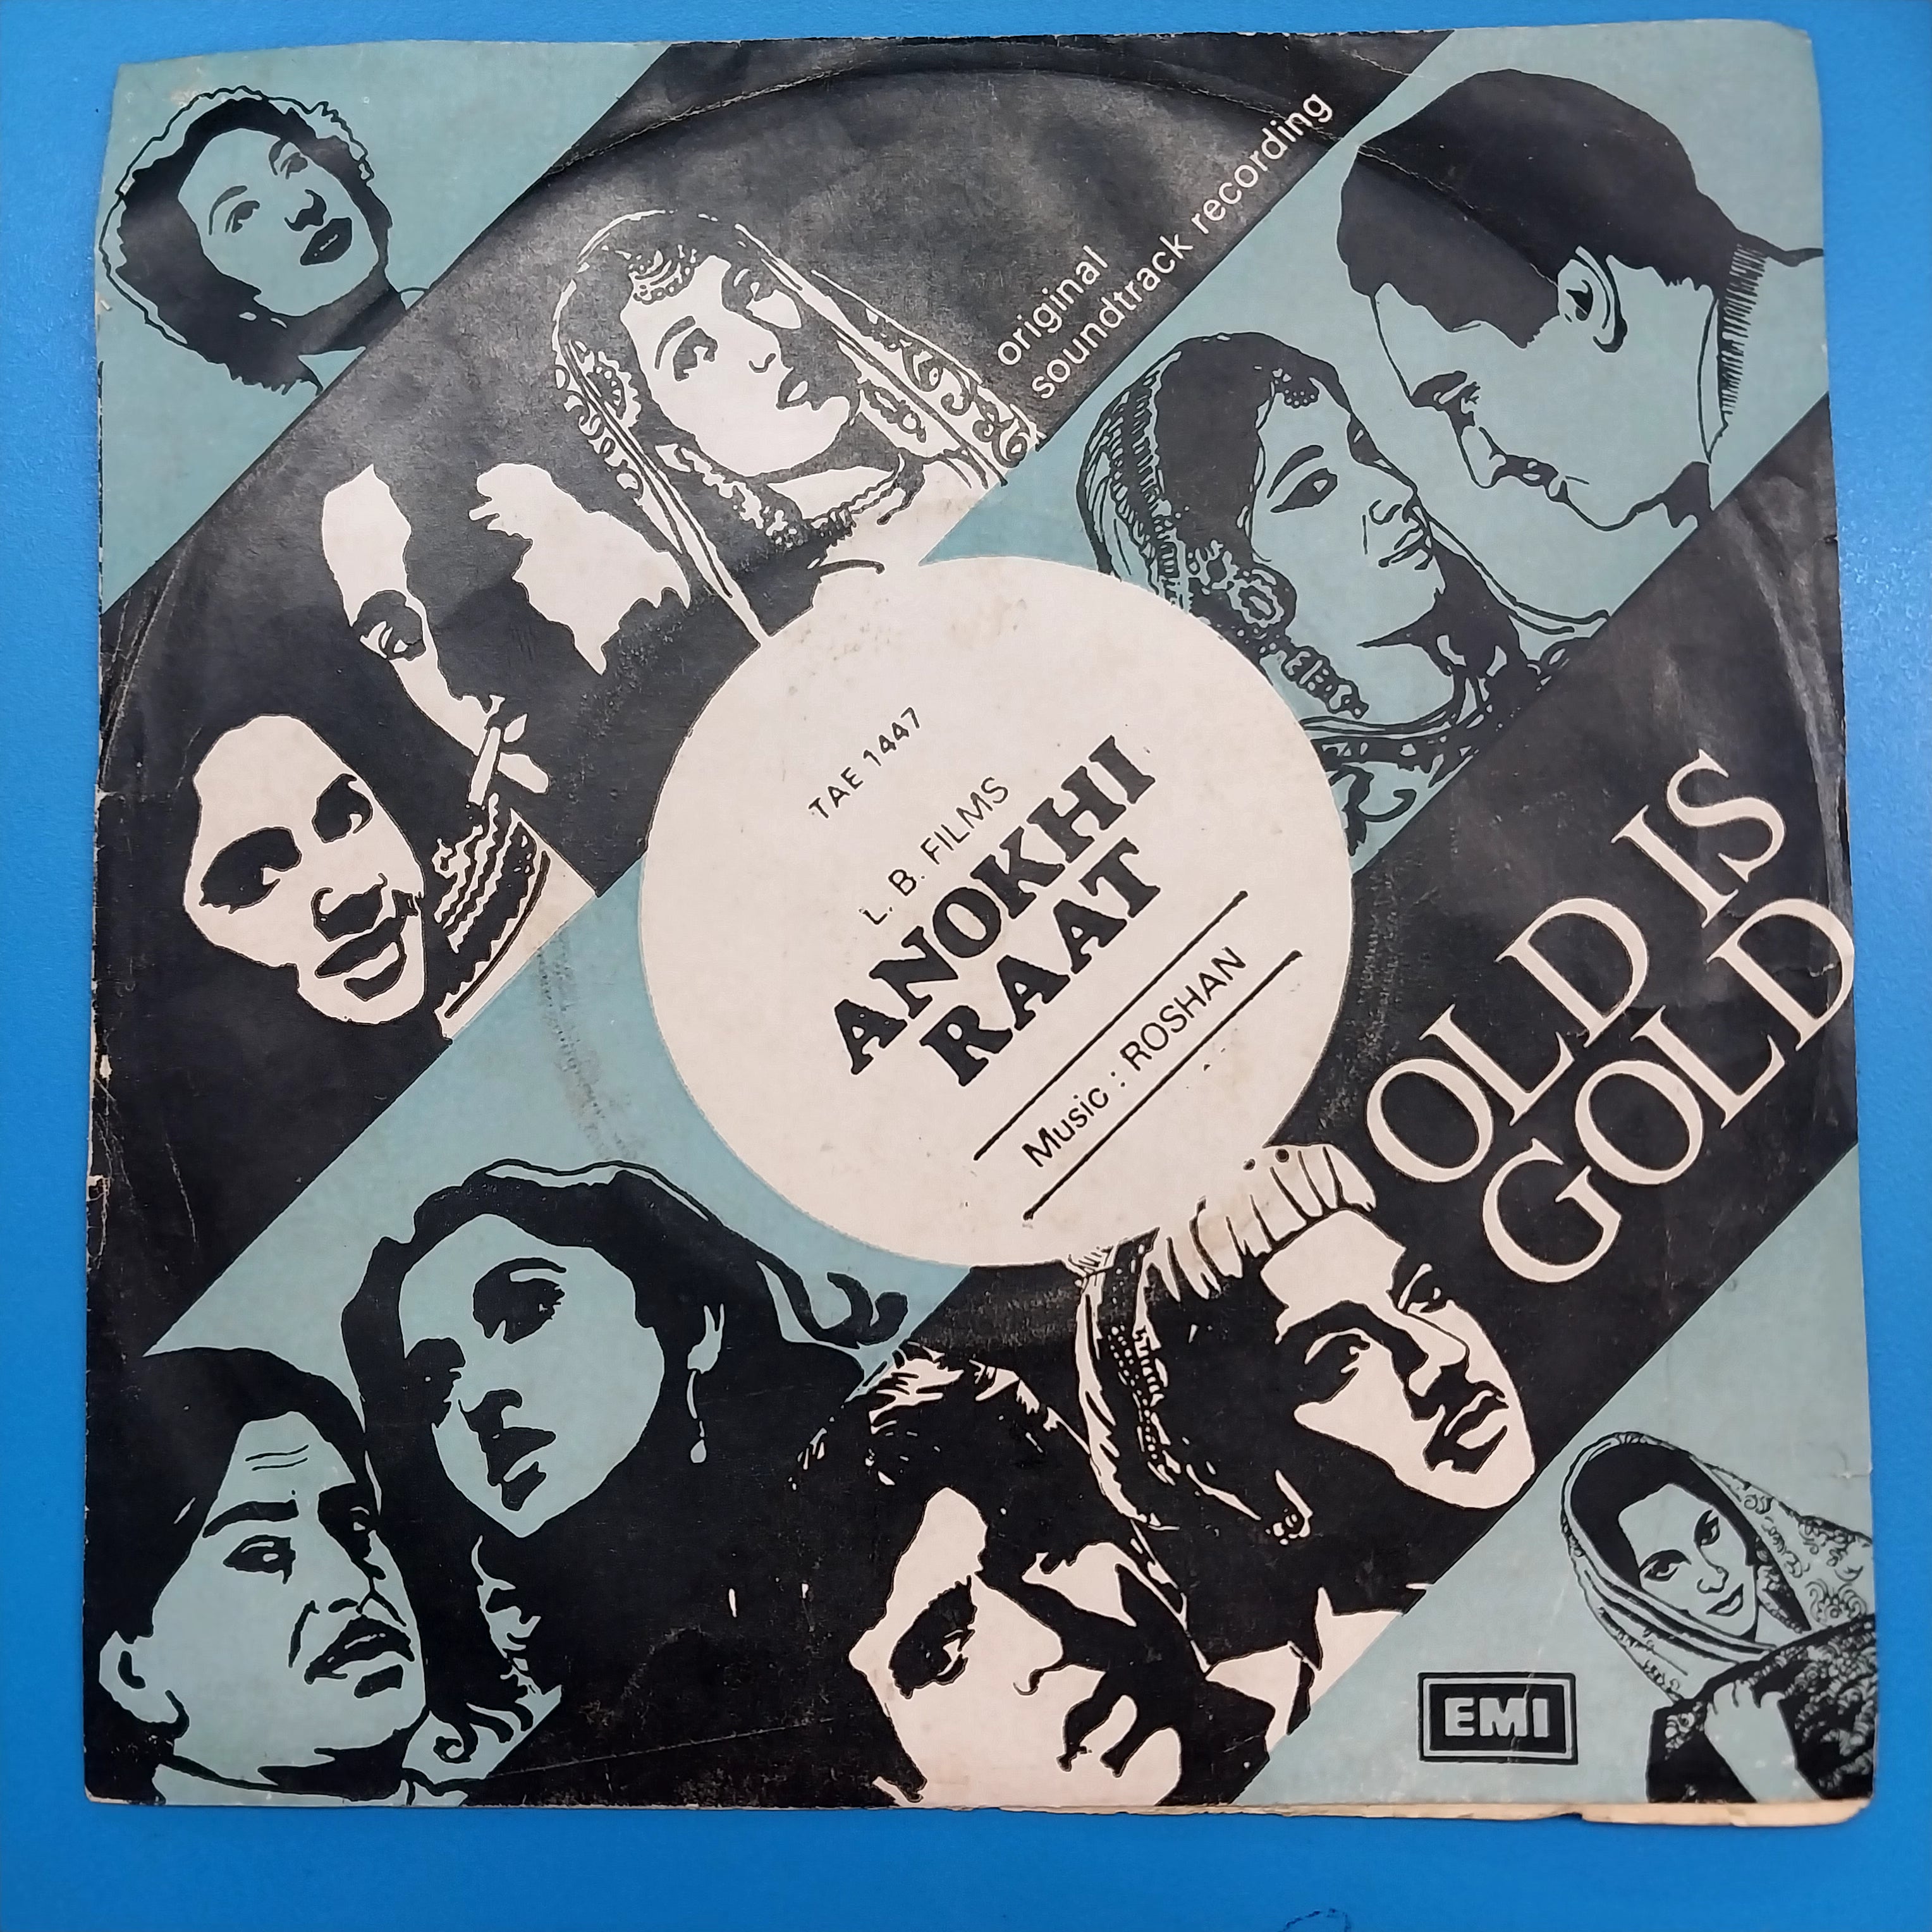 original
soundtrack recording
TAE 1447
L. B. FILMS
ANOKHI
RAAT
Music : ROSHAN
OLD IS
GOLD
EMI